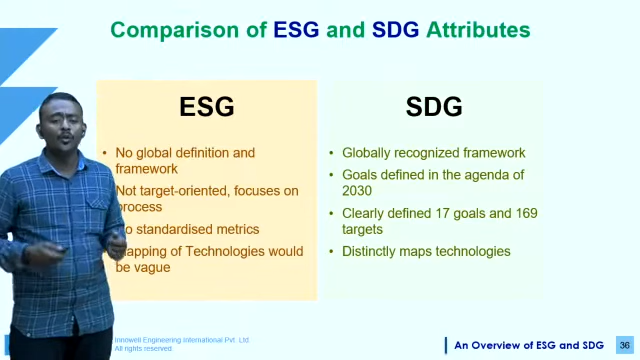 Comparison of ESG and SDG Attributes
ESG
No global definition and
framework
Not target-oriented, focuses on
process
standardised metrics
Mapping of Technologies would
be vague
SDG
Globally recognized framework
Goals defined in the agenda of
2030
Clearly defined 17 goals and 169
targets
Distinctly maps technologies
Innowell Engineering International Pvt. Ltd
All rights reserved
An Overview of ESG and SDG
36